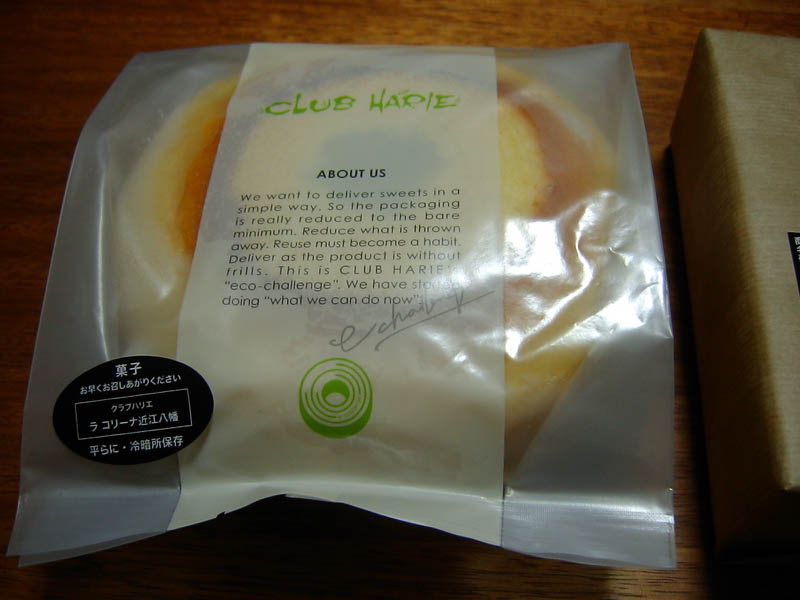 CLUB HARIE
ABOUT US
We want to deliver sweets in a
simple way. So the packaging
is really reduced to the bare
minimum. Reduce what is thrown
away. Reuse must become a habit.
Deliver as the product is without
frills. This is CLUB HARIE's
"eco-challenge". We have started
doing "what we can do now".
菓子
お早くお召しあがりください
クラブハリエ
ラ コリーナ近江八幡
平らに・冷暗所保存